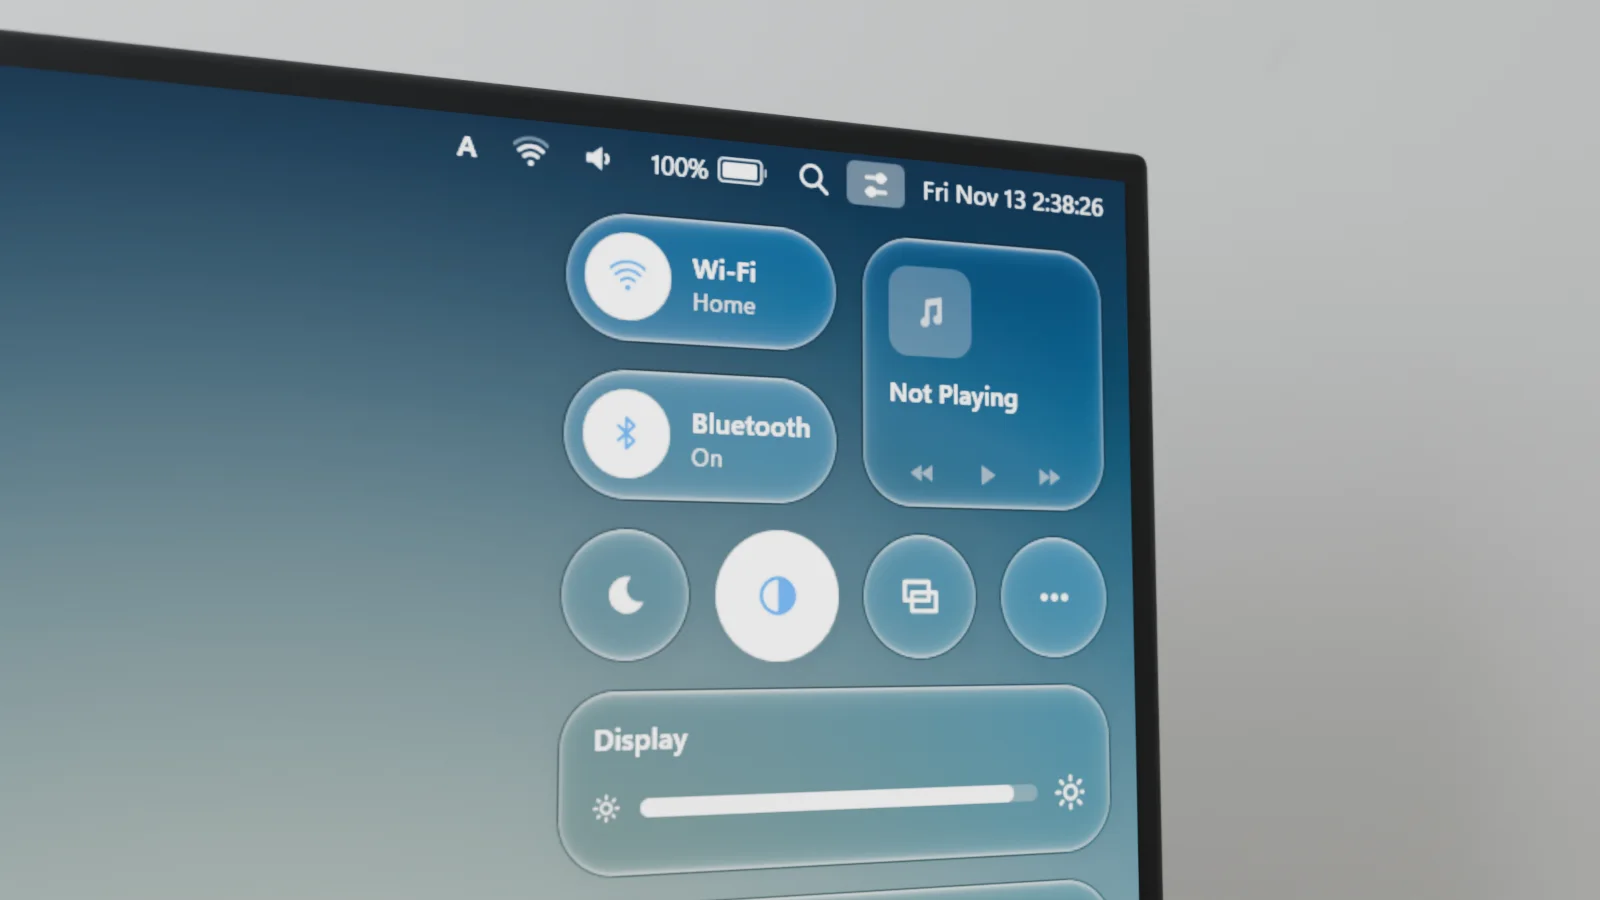 A
100%
Fri Nov 13 2:38:26
Wi-Fi
Home
Not Playing
Bluetooth
On
Display